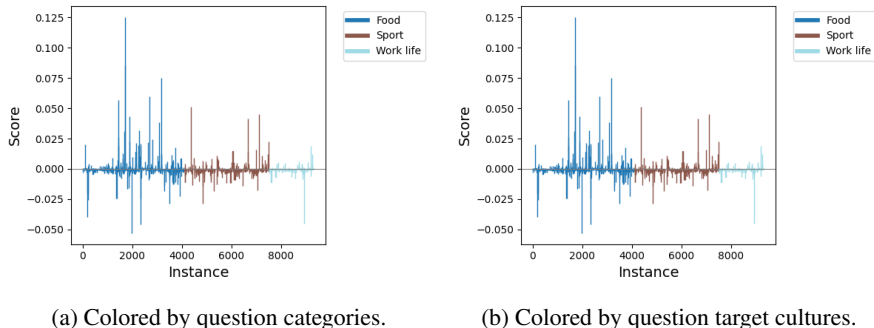 0.125
0.100
0.075
0.050
0.025
0.000
−0.025
−0.050
Score
0
2000
4000
6000
8000
Instance
Food
Sport
Work life
(a) Colored by question categories.
0.125
0.100
0.075
0.050
0.025
0.000
−0.025
−0.050
Score
0
2000
4000
6000
8000
Instance
Food
Sport
Work life
(b) Colored by question target cultures.